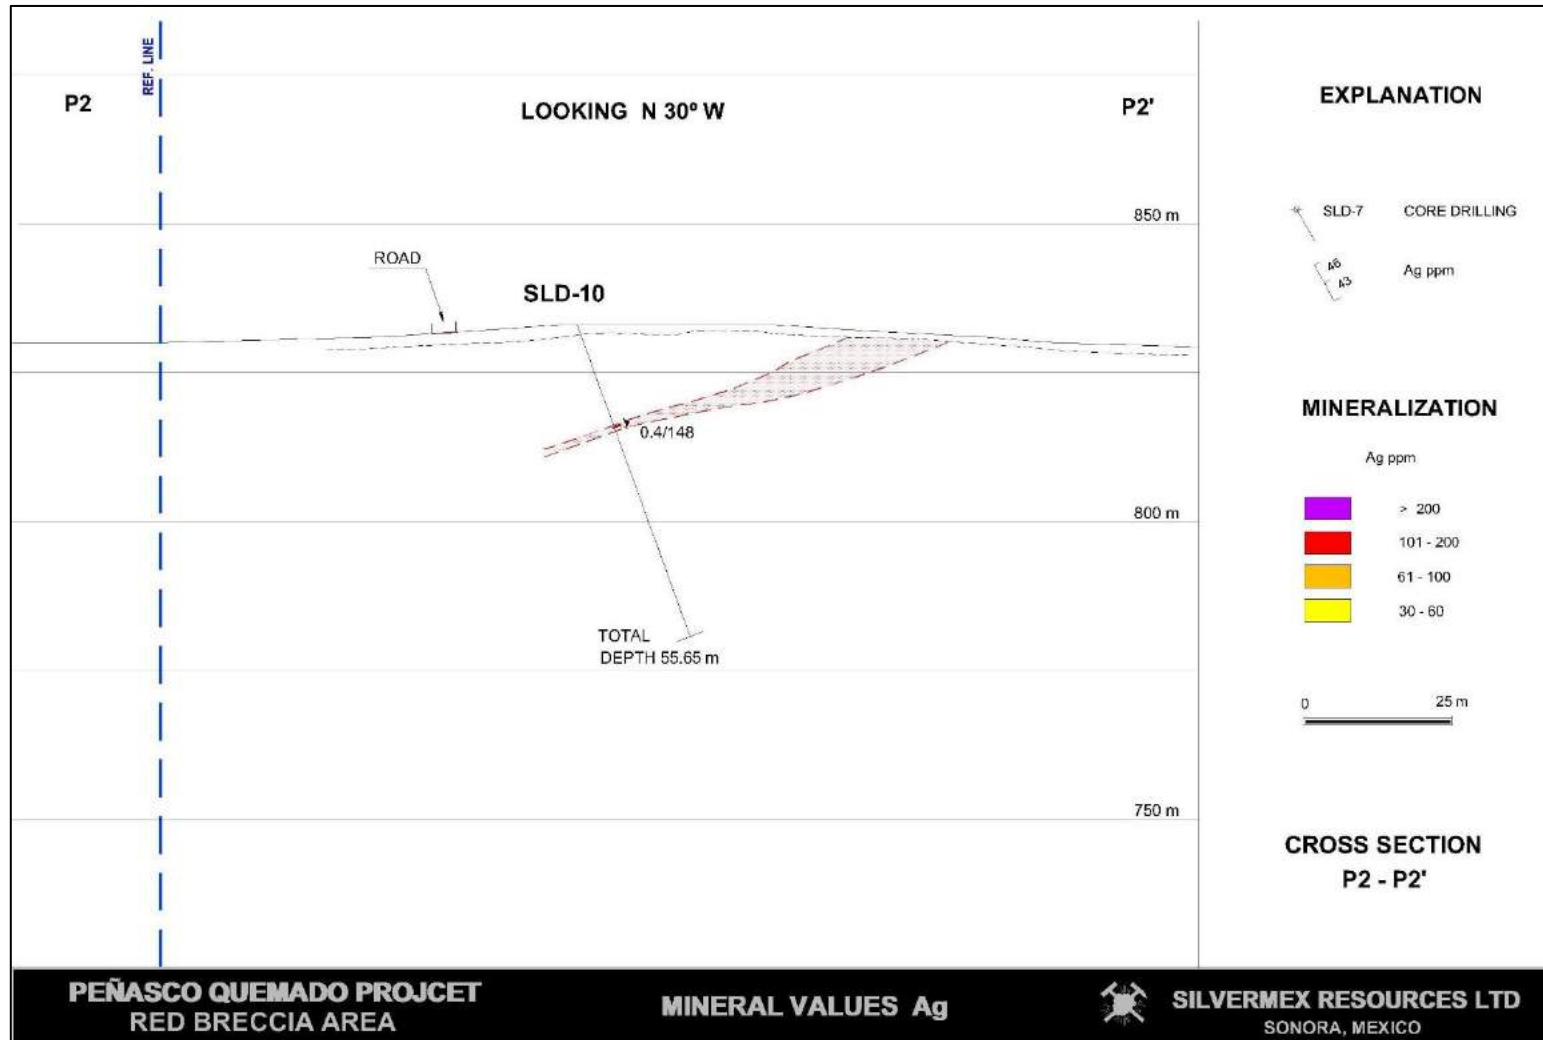 P2
REF. LINE
LOOKING N 30º W
P2'
850 m
ROAD
SLD-10
0.4/148
800 m
TOTAL
DEPTH 55.65 m
750 m
EXPLANATION
SLD-7 CORE DRILLING
46
43
Ag ppm
MINERALIZATION
Ag ppm
> 200
101 - 200
61 - 100
30 - 60
0 25 m
CROSS SECTION
P2 - P2'
PEÑASCO QUEMADO PROJCET
RED BRECCIA AREA
MINERAL VALUES Ag
SILVERMEX RESOURCES LTD
SONORA, MEXICO